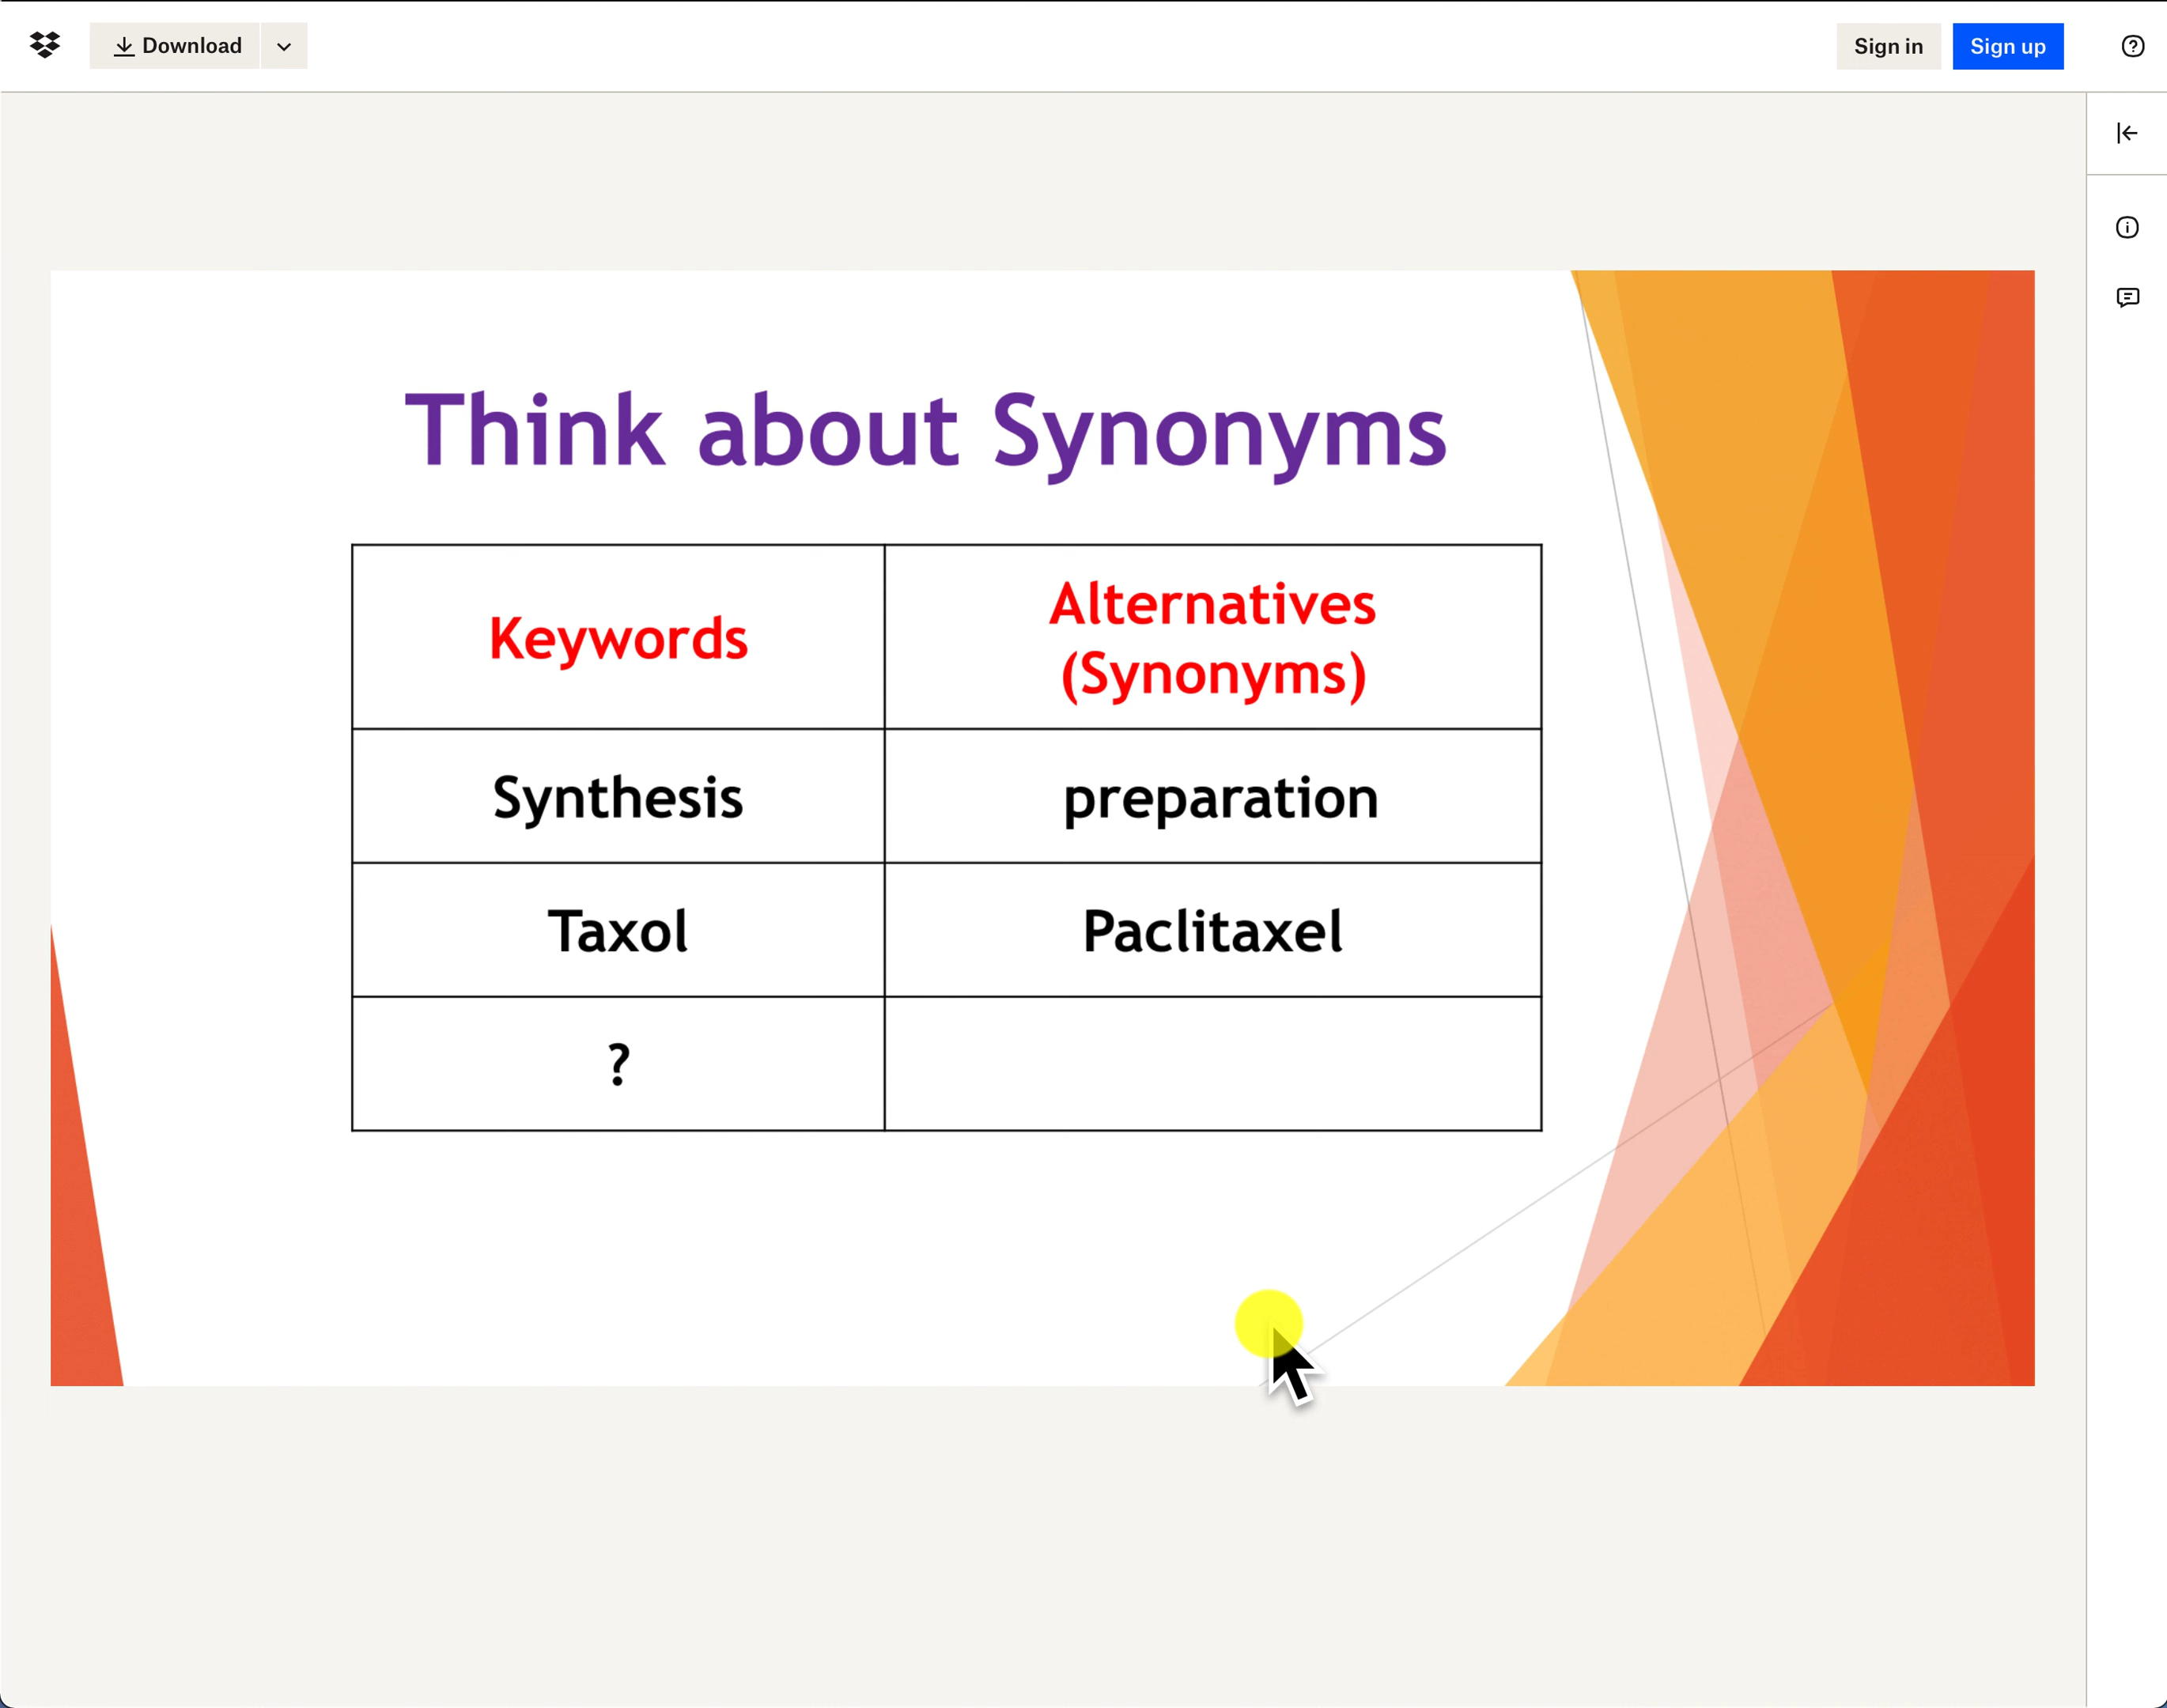 Download
Sign in
Sign up
Think about Synonyms
Keywords
Alternatives
(Synonyms)
Synthesis
preparation
Taxol
Paclitaxel
?